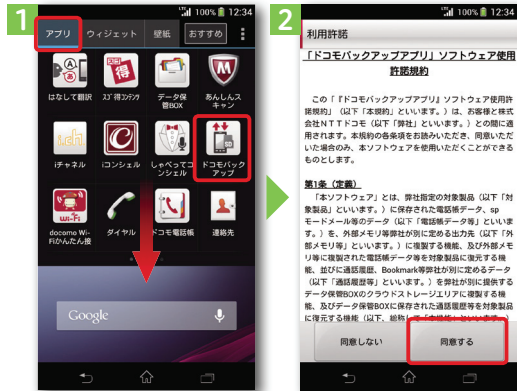 1
LTE 100% 12:34
アプリ ウィジェット 壁紙 おすすめ
はなして翻訳 スゴ得コンテンツ データ保管BOX あんしんスキャン
iチャネル iコンシェル しゃべってコンシェル ドコモバックアップ
docomo Wi-Fiかんたん接 ダイヤル ドコモ電話帳 連絡先
Google
2
LTE 100% 12:34
利用許諾
「ドコモバックアップアプリ」ソフトウェア使用
許諾規約
この「『ドコモバックアップアプリ』ソフトウェア使用許
諾規約」（以下「本規約」といいます。）は、お客様と株式
会社NTTドコモ（以下「弊社」といいます。）との間に適
用されます。本規約の各条項をお読みいただき、同意いただ
いた場合のみ、本ソフトウェアを使用いただくことができる
ものとします。
第1条（定義）
「本ソフトウェア」とは、弊社指定の対象製品（以下「対
象製品」といいます。）に保存された電話帳データ、sp
モードメール等のデータ（以下「電話帳データ等」といいま
す。）を、外部メモリ等弊社が別に定める出力先（以下「外
部メモリ等」といいます。）に複製する機能、及び外部メモ
リ等に複製された電話帳データ等を対象製品に復元する機
能、並びに通話履歴、Bookmark等弊社が別に定めるデータ
（以下「通話履歴等」といいます。）を弊社が別に提供する
データ保管BOXのクラウドストレージエリアに複製する機
能、及びデータ保管BOXに保存された通話履歴等を対象製品
に復元する機能（以下、総称して「本機能」といいます。）
同意しない 同意する